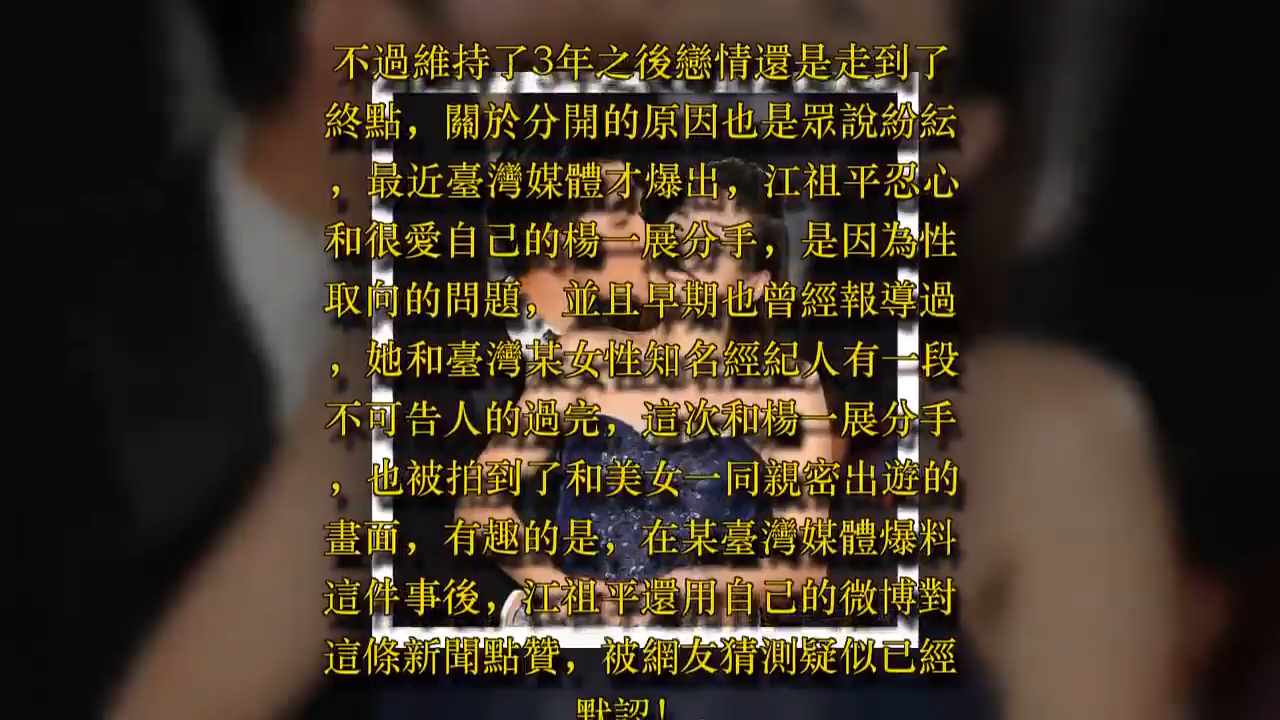 不過維持了3年之後戀情還是走到了
終點，關於分開的原因也是眾說紛紜
，最近臺灣媒體才爆出，江祖平忍心
和很愛自己的楊一展分手，是因為性
取向的問題，並且早期也曾經報導過
，她和臺灣某女性知名經紀人有一段
不可告人的過完，這次和楊一展分手
，也被拍到了和美女一同親密出遊的
畫面，有趣的是，在某臺灣媒體爆料
這件事後，江祖平還用自己的微博對
這條新聞點贊，被網友猜測疑似已經
默認！